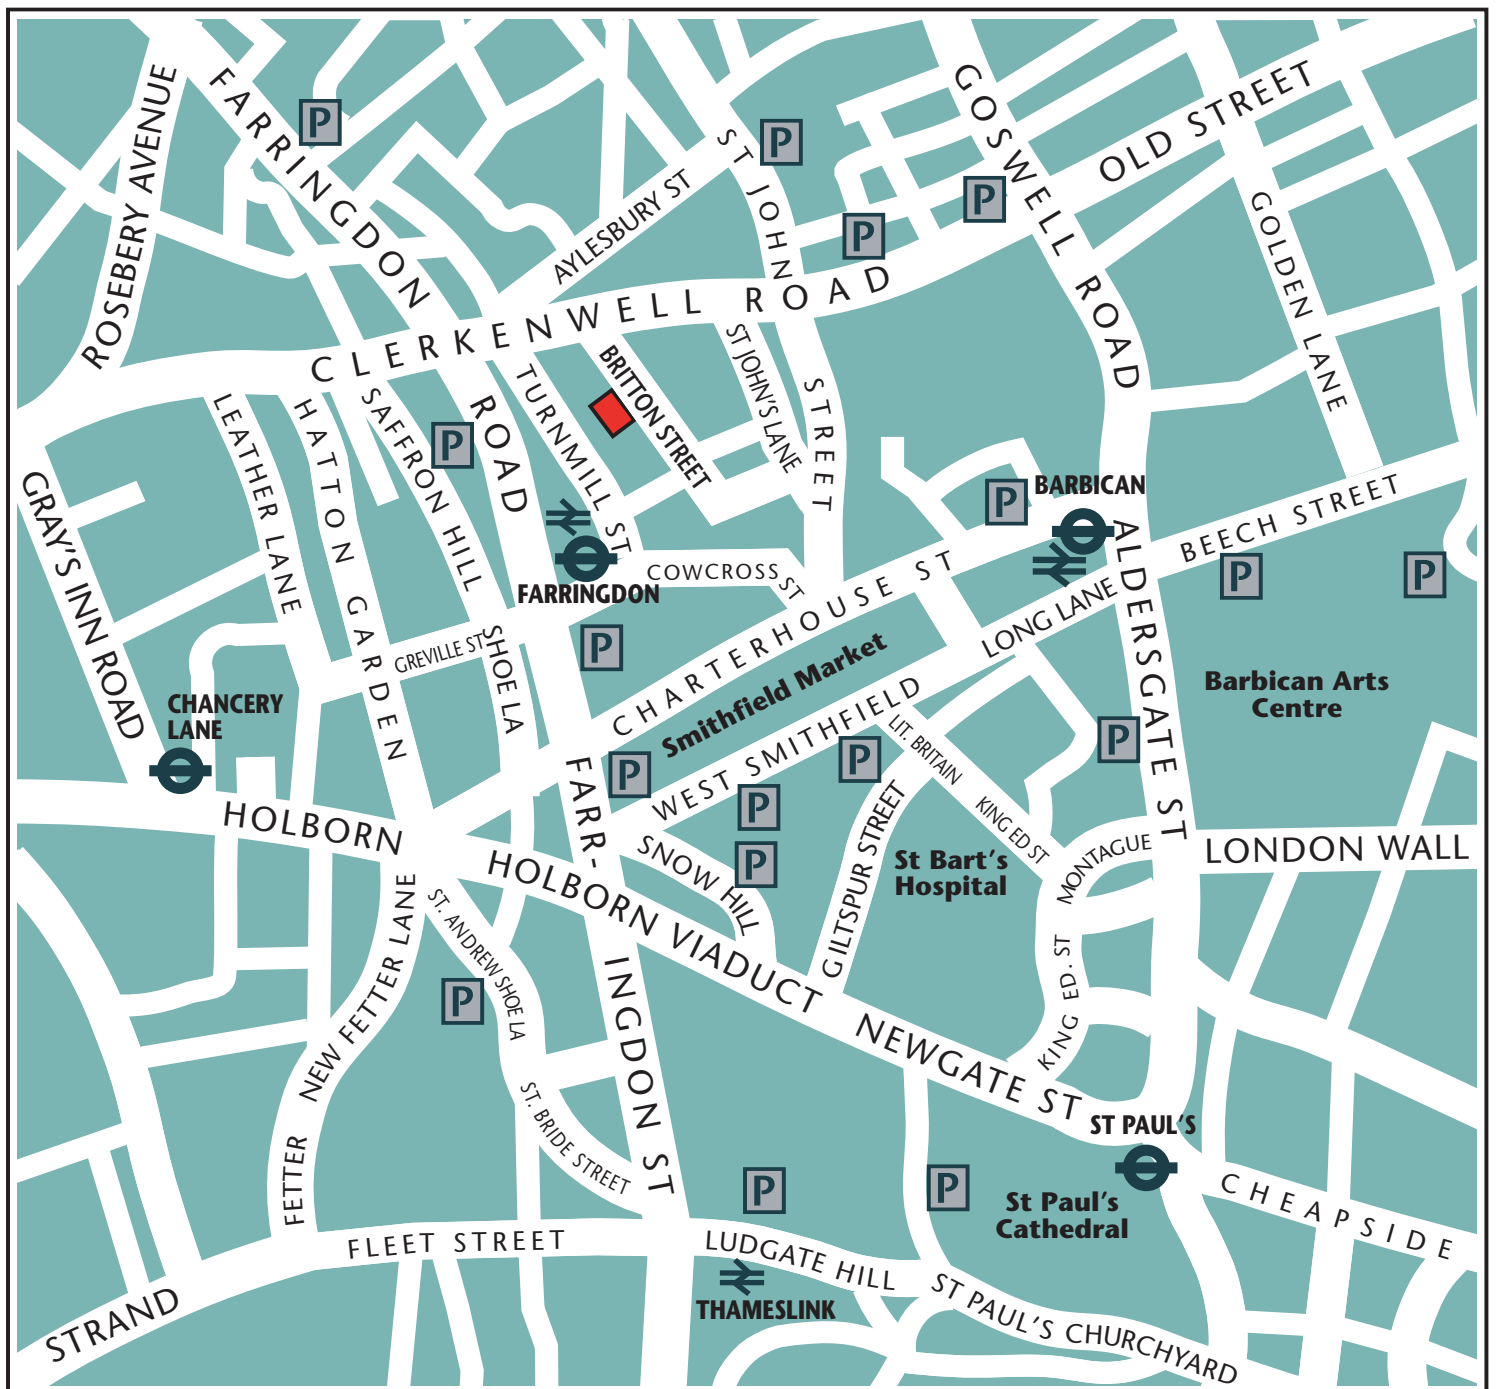 ROSEBERY AVENUE
FARRINGDON
P
ST JOHN
P
GOSWELL ROAD
OLD STREET
AYLESBURY ST
P
P
GOLDEN LANE
CLERKENWELL ROAD
LEATHER LANE
HATTON GARDEN
SAFFRON HILL
P
ROAD
TURNMILL ST
BRITTON STREET
ST JOHN'S LANE
STREET
GRAY'S INN ROAD
FARRINGDON
COWCROSS ST
P
BARBICAN
BEECH STREET
P
P
CHARTERHOUSE ST
LONG LANE
ALDERSGATE ST
GREVILLE ST
SHOE LA
P
Smithfield Market
Barbican Arts
Centre
CHANCERY
LANE
P
WEST SMITHFIELD
P
P
P
P
LIT. BRITAIN
KING ED ST
HOLBORN
FARR-
SNOW HILL
GILTSPUR STREET
St Bart's
Hospital
MONTAGUE
LONDON WALL
HOLBORN VIADUCT
NEW FETTER LANE
ST. ANDREW SHOE LA
P
INGDON ST
KING ED. ST
NEWGATE ST
ST PAUL'S
ST. BRIDE STREET
FETTER
P
P
St Paul's
Cathedral
CHEAPSIDE
FLEET STREET
LUDGATE HILL
THAMESLINK
ST PAUL'S CHURCHYARD
STRAND